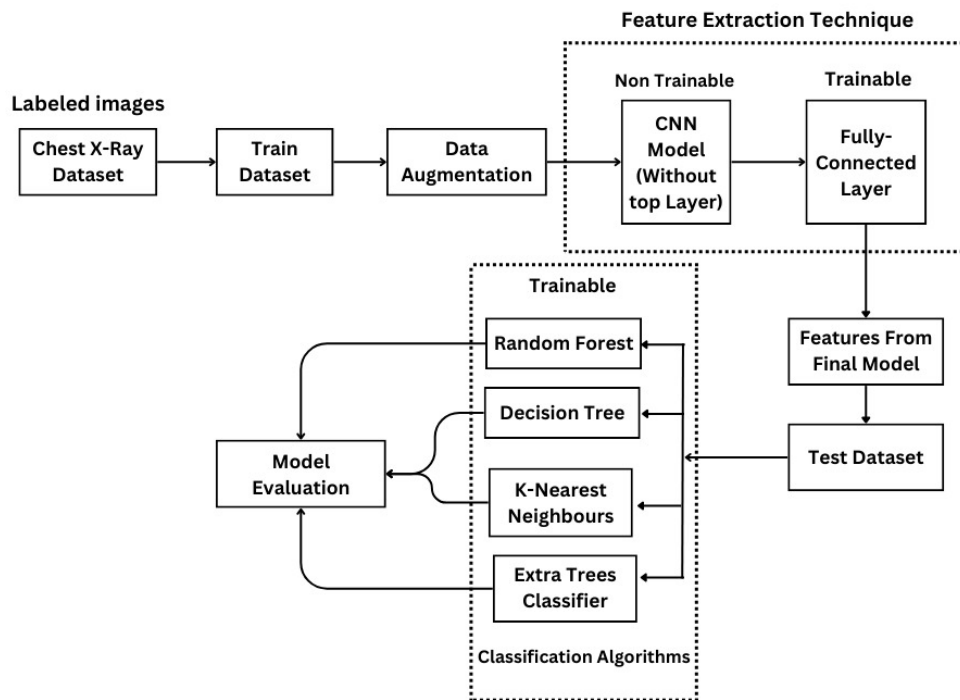 Feature Extraction Technique
Labeled images
Chest X-Ray
Dataset
Train
Dataset
Data
Augmentation
Non Trainable
CNN
Model
(Without
top Layer)
Trainable
Fully-
Connected
Layer
Features From
Final Model
Test Dataset
Trainable
Random Forest
Decision Tree
K-Nearest
Neighbours
Extra Trees
Classifier
Classification Algorithms
Model
Evaluation